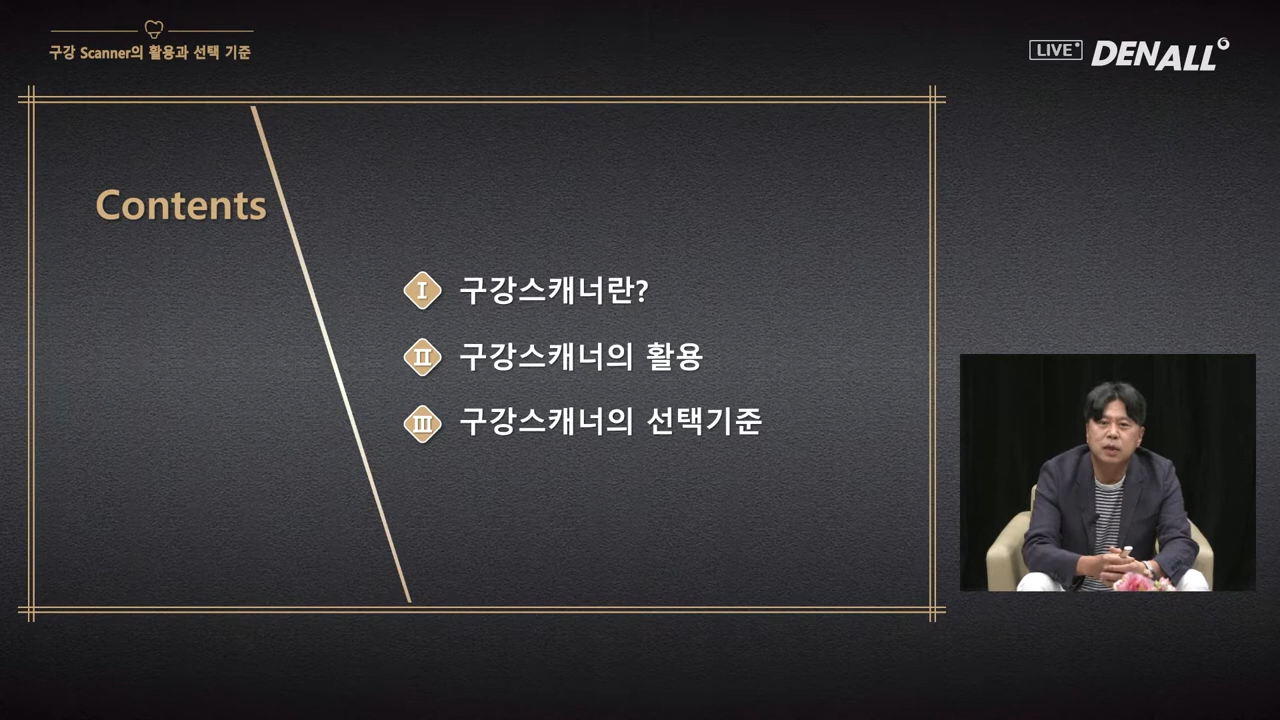 구강 Scanner의 활용과 선택 기준
LIVE
DENALL
Contents
Ⅰ 구강스캐너란?
Ⅱ 구강스캐너의 활용
Ⅲ 구강스캐너의 선택기준